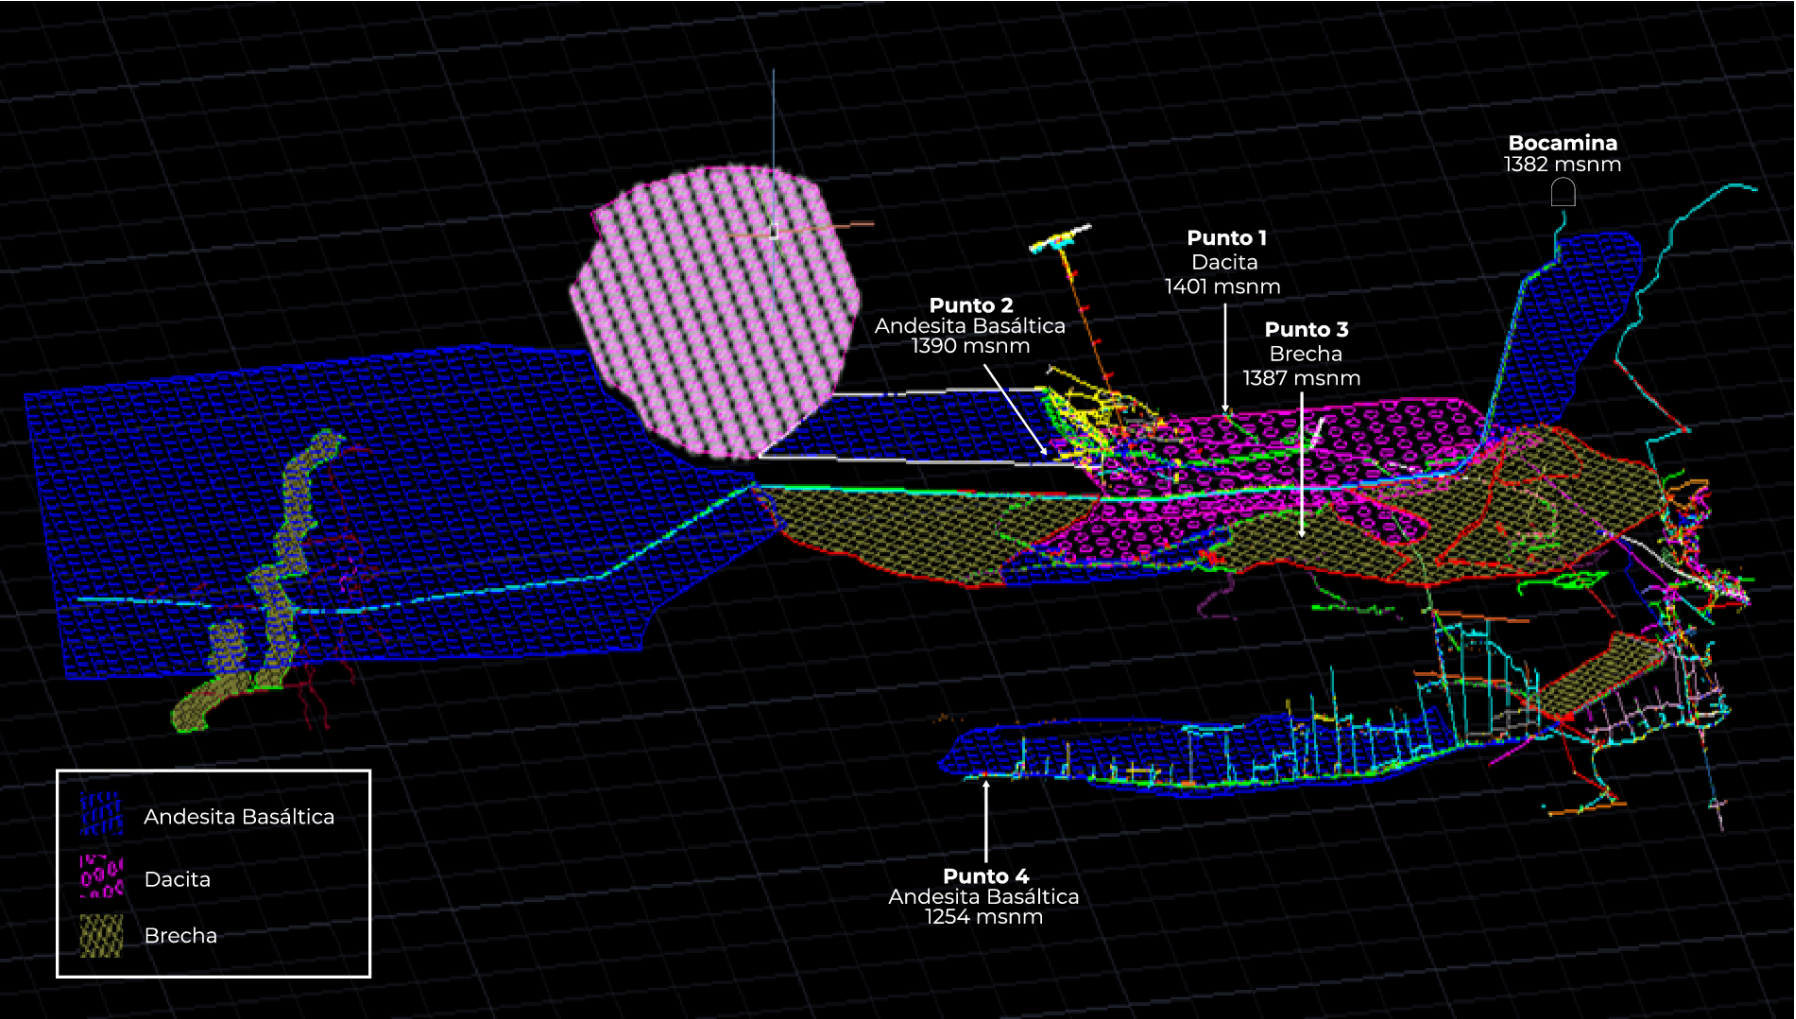 Bocamina
1382 msnm
Punto 1
Dacita
1401 msnm
Punto 2
Andesita Basáltica
1390 msnm
Punto 3
Brecha
1387 msnm
Punto 4
Andesita Basáltica
1254 msnm
Andesita Basáltica
Dacita
Brecha